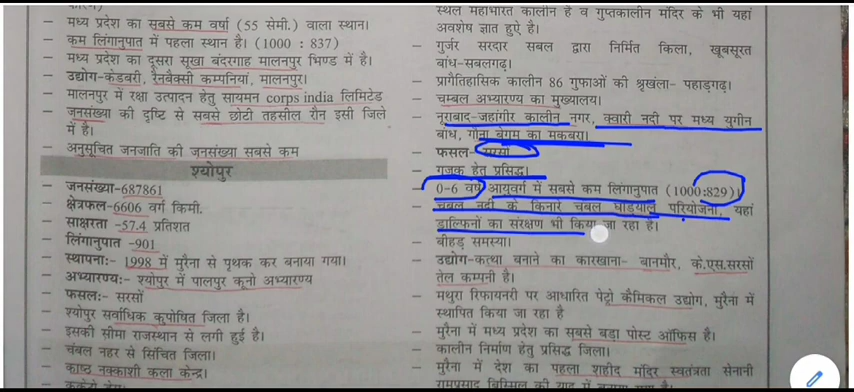 – मध्य प्रदेश का सबसे कम वर्षा (55 सेमी.) वाला स्थान।
– कम लिंगानुपात में पहला स्थान है। (1000 : 837)
– मध्य प्रदेश का दूसरा सूखा बंदरगाह मालनपुर भिण्ड में है।
– उद्योग-केडबरी, रैनबैक्सी कम्पनियां, मालनपुर।
– मालनपुर में रक्षा उत्पादन हेतु सायमन corps india लिमिटेड
– जनसंख्या की दृष्टि से सबसे छोटी तहसील रौन इसी जिले
में है।
– अनुसूचित जनजाति की जनसंख्या सबसे कम
श्योपुर
– जनसंख्या-687861
– क्षेत्रफल-6606 वर्ग किमी.
– साक्षरता -57.4 प्रतिशत
– लिंगानुपात -901
– स्थापना:- 1998 में मुरैना से पृथक कर बनाया गया।
– अभ्यारण्य:- श्योपुर में पालपुर कूनो अभ्यारण्य
– फसल:- सरसों
– श्योपुर सर्वाधिक कुपोषित जिला है।
– इसकी सीमा राजस्थान से लगी हुई है।
– चंबल नहर से सिंचित जिला।
– काष्ठ नक्काशी कला केन्द्र।
स्थल महाभारत कालीन है व गुप्तकालीन मंदिर के भी यहां
अवशेष ज्ञात हुऐ है।
– गुर्जर सरदार सबल द्वारा निर्मित किला, खूबसूरत
बांध-सबलगढ़।
– प्रागैतिहासिक कालीन 86 गुफाओं की श्रृखंला- पहाड़गढ़।
– चम्बल अभ्यारण्य का मुख्यालय।
– नूराबाद-जहांगीर कालीन नगर, क्वारी नदी पर मध्य युगीन
बांध, गौना बेगम का मकबरा।
– फसल- सरसों
– गजक हेतु प्रसिद्ध।
– 0-6 वर्ष आयुवर्ग में सबसे कम लिंगानुपात (1000:829)।
– चंबल नदी के किनारे चंबल घड़ियाल परियोजना, यहां
डाल्फिनों का संरक्षण भी किया जा रहा है।
– बीहड़ समस्या।
– उद्योग-कत्था बनाने का कारखाना- बानमौर, के.एस.सरसों
तेल कम्पनी है।
– मथुरा रिफायनरी पर आधारित पेट्रो कैमिकल उद्योग, मुरैना में
स्थापित किया जा रहा है
– मुरैना में मध्य प्रदेश का सबसे बड़ा पोस्ट ऑफिस है।
– कालीन निर्माण हेतु प्रसिद्ध जिला।
– मुरैना में देश का पहला शहीद मंदिर स्वतंत्रता सेनानी